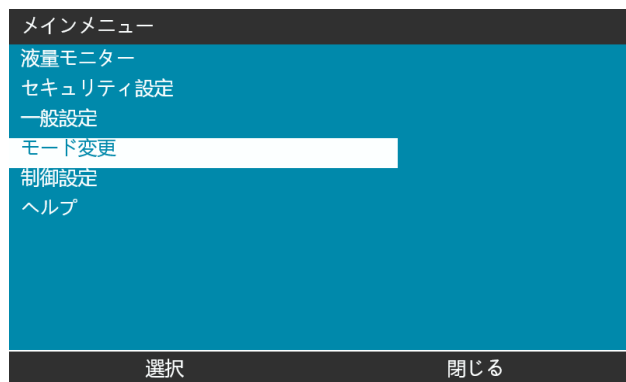 メインメニュー
液量モニター
セキュリティ設定
一般設定
モード変更
制御設定
ヘルプ
選択 閉じる